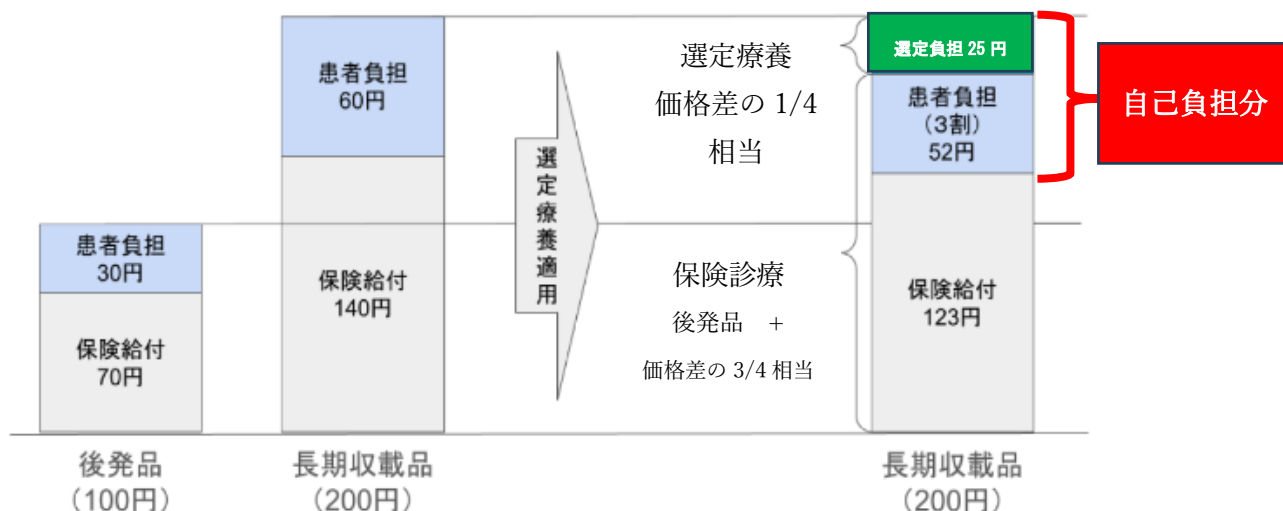 患者負担
30円
保険給付
70円
後発品
（100円）
患者負担
60円
保険給付
140円
長期収載品
（200円）
選定療養適用
選定療養
価格差の 1/4
相当
保険診療
後発品　+
価格差の 3/4 相当
選定負担 25 円
患者負担
（3割）
52円
保険給付
123円
長期収載品
（200円）
自己負担分